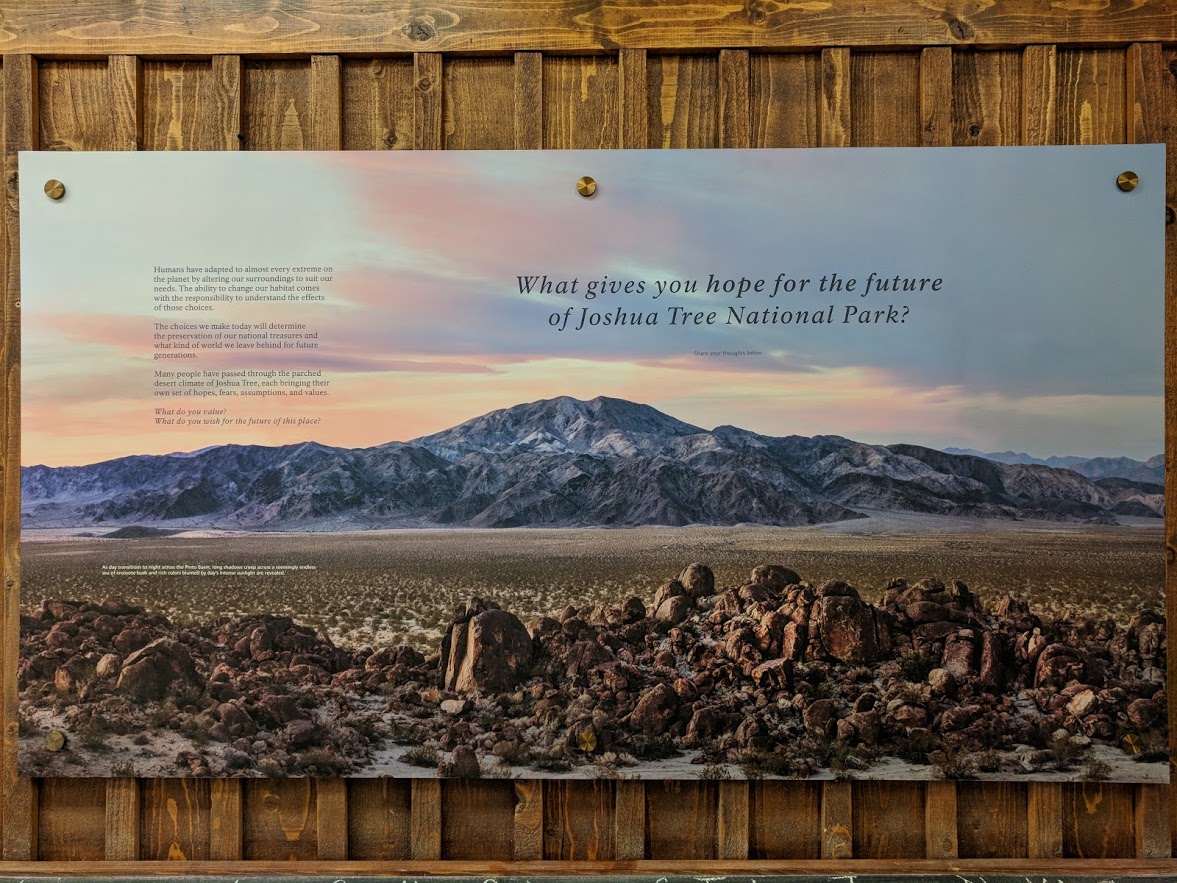 Humans have adapted to almost every extreme on
the planet by altering our surroundings to suit our
needs. The ability to change our habitat comes
with the responsibility to understand the effects
of those choices.
The choices we make today will determine
the preservation of our national treasures and
what kind of world we leave behind for future
generations.
Many people have passed through the parched
desert climate of Joshua Tree, each bringing their
own set of hopes, fears, assumptions, and values.
What do you value?
What do you wish for the future of this place?
What gives you hope for the future
of Joshua Tree National Park?
Share your thoughts below.
As day transitions to night across the Pinto Basin, long shadows creep across a seemingly endless
sea of creosote bush and rich colors blunted by day's intense sunlight are revealed.